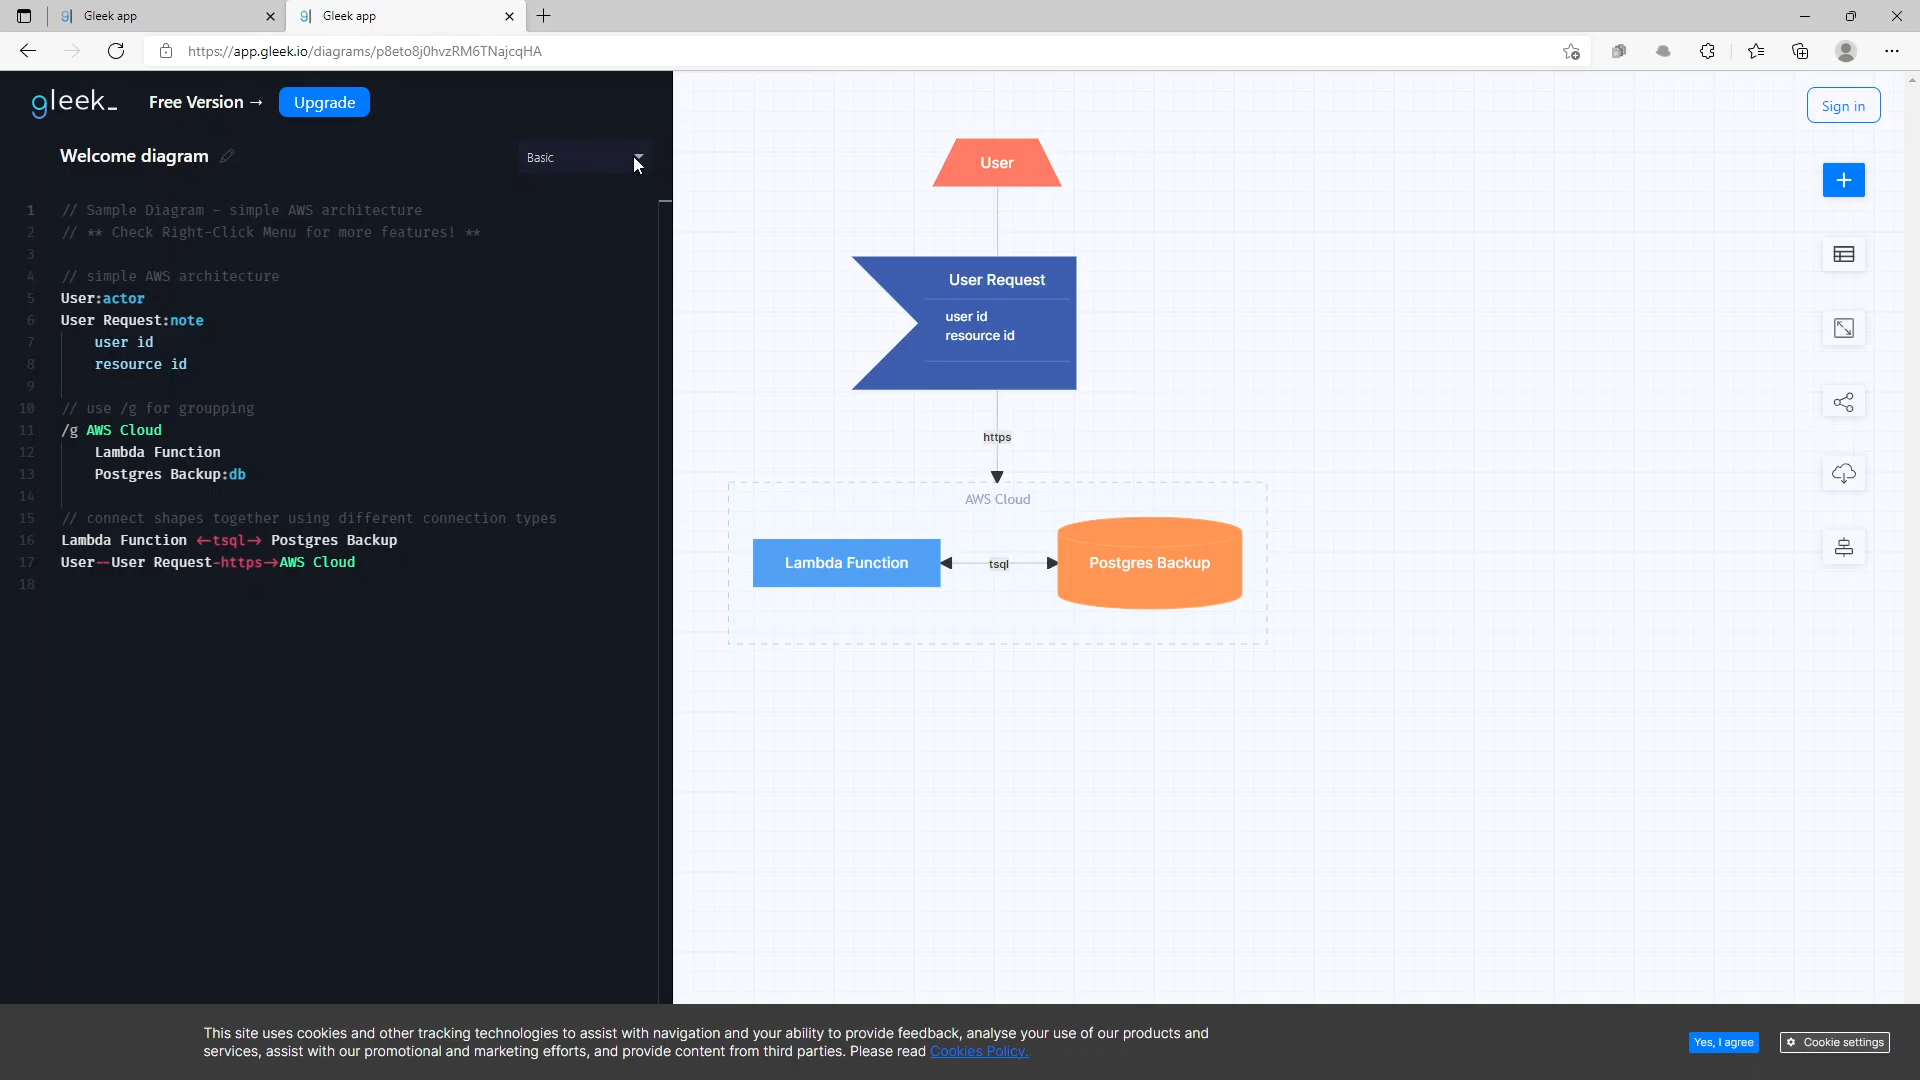 Gleek app
Gleek app
https://app.gleek.io/diagrams/p8eto8j0hvzRM6TNajcqHA
gleek_
Free Version →
Upgrade
Sign in
Welcome diagram
Basic
1 // Sample Diagram - simple AWS architecture
2 // ** Check Right-Click Menu for more features! **
3
4 // simple AWS architecture
5 User:actor
6 User Request:note
7 user id
8 resource id
9
10 // use /g for groupping
11 /g AWS Cloud
12 Lambda Function
13 Postgres Backup:db
14
15 // connect shapes together using different connection types
16 Lambda Function <-tsql-> Postgres Backup
17 User--User Request-https->AWS Cloud
18
User
User Request
user id
resource id
https
AWS Cloud
Lambda Function
tsql
Postgres Backup
This site uses cookies and other tracking technologies to assist with navigation and your ability to provide feedback, analyse your use of our products and
services, assist with our promotional and marketing efforts, and provide content from third parties. Please read Cookies Policy.
Yes, I agree
Cookie settings